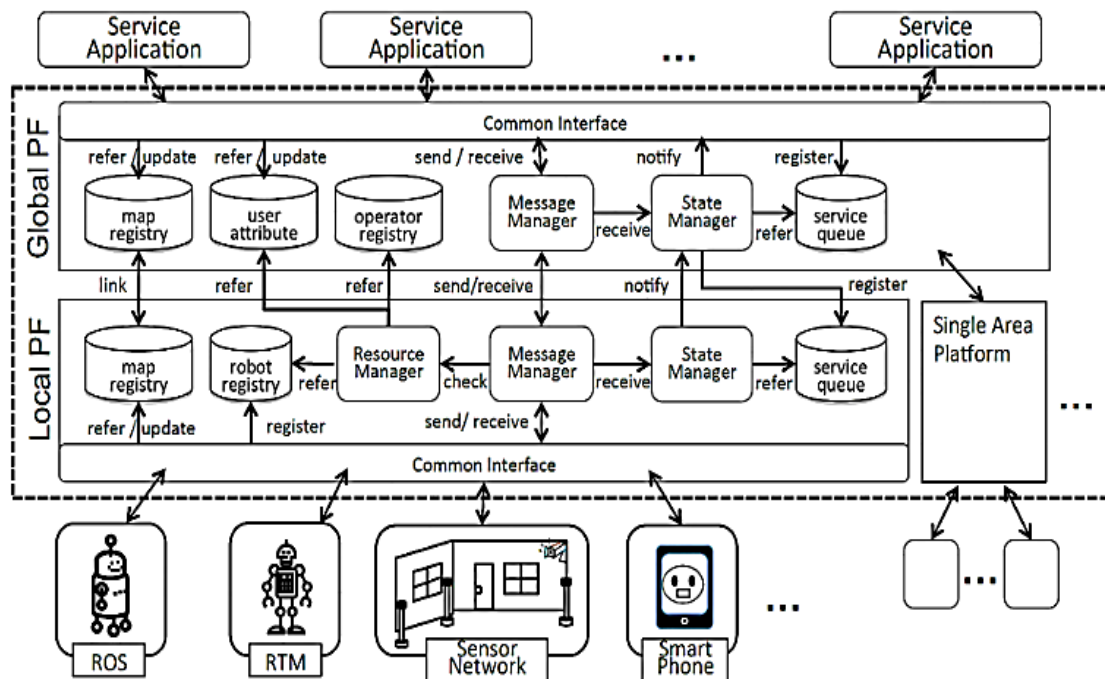 Service
Application
Service
Application
...
Service
Application
Global PF
Common Interface
refer / update
refer / update
send / receive
notify
register
map
registry
user
attribute
operator
registry
Message
Manager
receive
State
Manager
refer
service
queue
link
refer
refer
send/receive
notify
register
Local PF
map
registry
robot
registry
refer
Resource
Manager
check
Message
Manager
receive
State
Manager
refer
service
queue
Single Area
Platform
...
refer / update
register
send/ receive
Common Interface
ROS
RTM
Sensor
Network
Smart
Phone
...
...